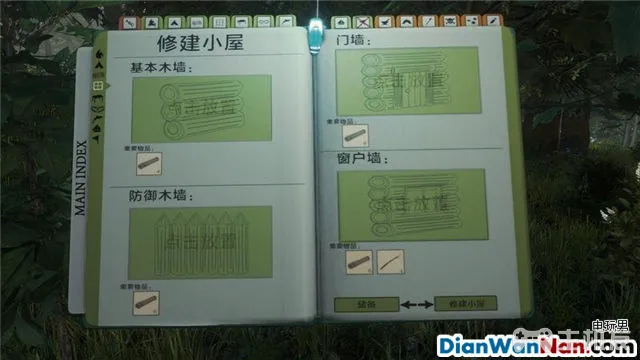 修建小屋
基本木墙:
点击放置
需要物品:
防御木墙:
点击放置
需要物品:
MAIN INDEX
门墙:
点击放置
需要物品:
窗户墙:
点击放置
需要物品:
储备
修建小屋
电玩男
DianWanNan.com